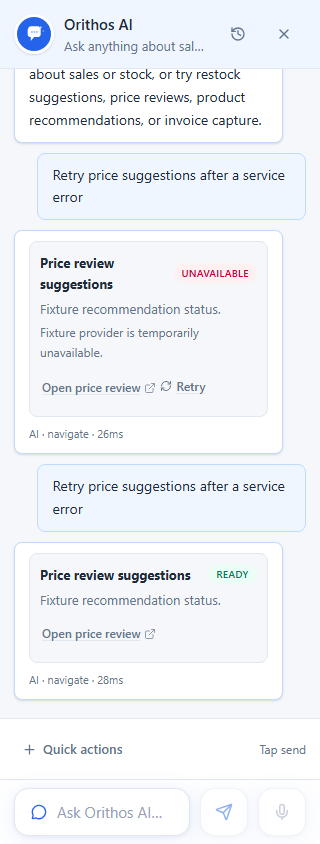 Orithos AI
Ask anything about sal...
about sales or stock, or try restock
suggestions, price reviews, product
recommendations, or invoice capture.
Retry price suggestions after a service
error
Price review
suggestions
UNAVAILABLE
Fixture recommendation status.
Fixture provider is temporarily
unavailable.
Open price review Retry
AI · navigate · 26ms
Retry price suggestions after a service
error
Price review suggestions READY
Fixture recommendation status.
Open price review
AI · navigate · 28ms
Quick actions Tap send
Ask Orithos AI...